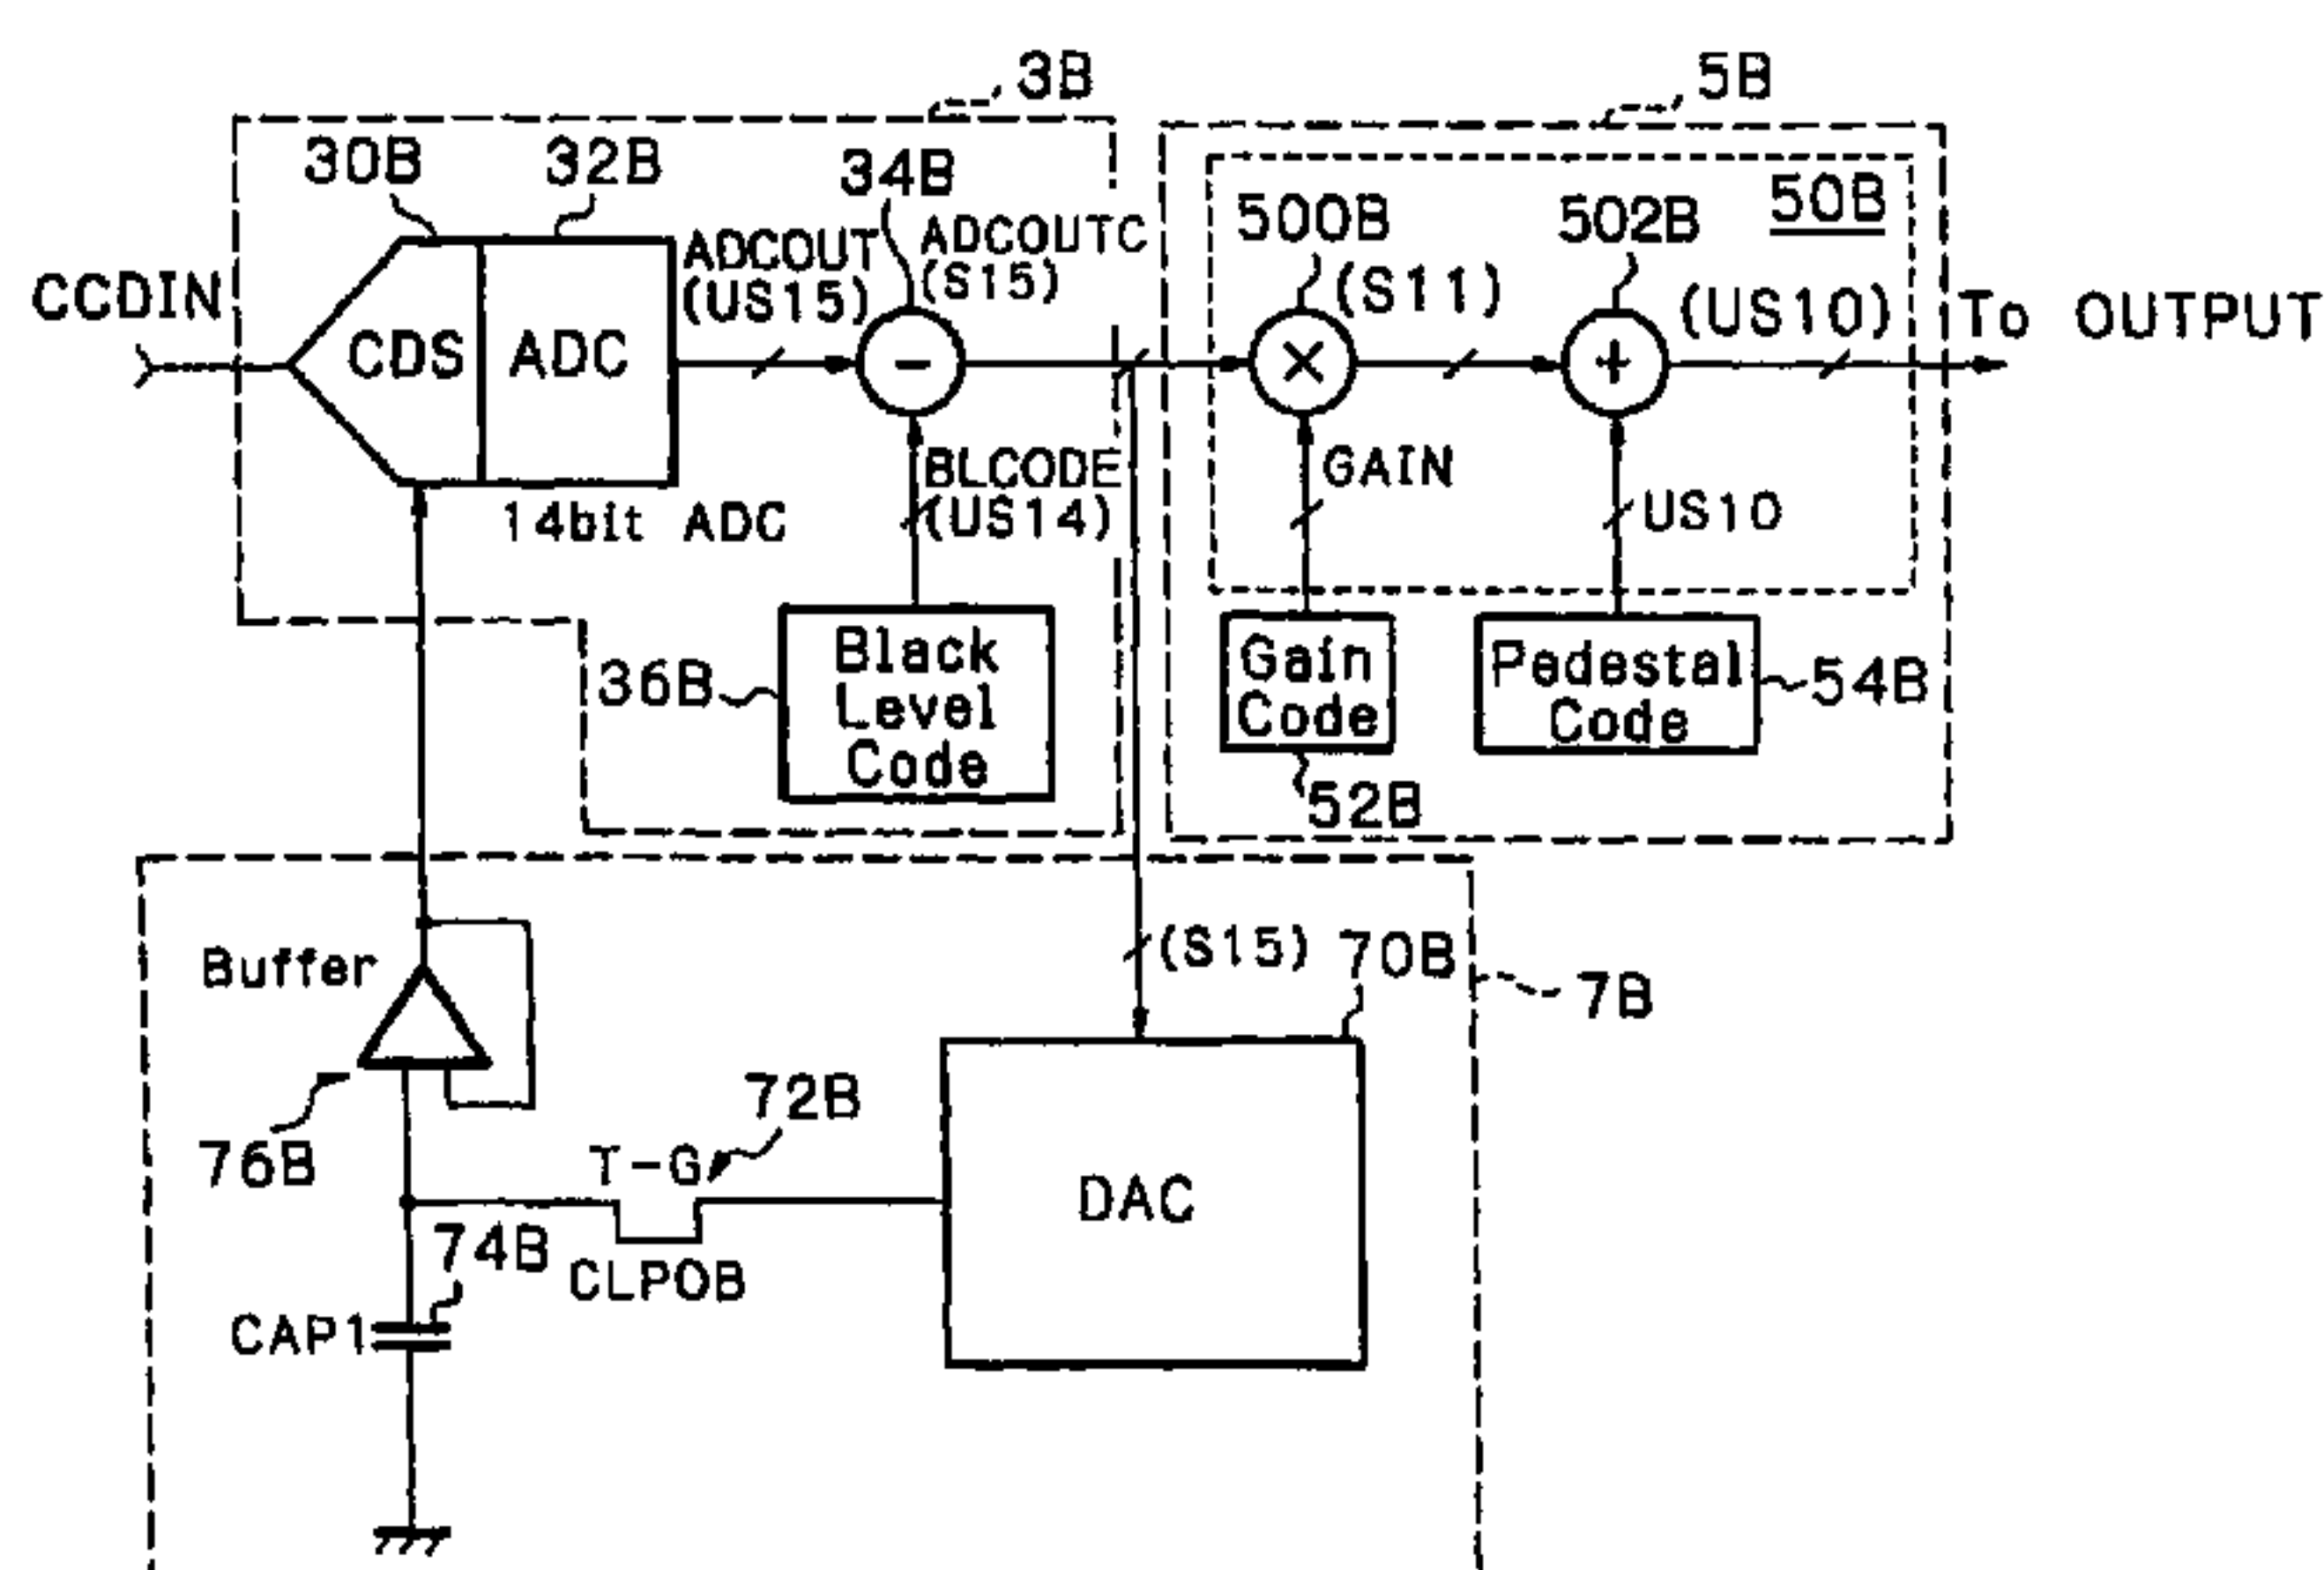 3B
5B
30B
32B
34B
50B
500B
502B
ADCOUT
(US15)
ADCOUTC
(S15)
(S11)
(US10)
CCDIN
To OUTPUT
CDS
ADC
-
×
+
14bit ADC
BLCODE
(US14)
GAIN
US10
36B
Black
Level
Code
Gain
Code
Pedestal
Code
54B
52B
Buffer
(S15)
70B
7B
76B
72B
T-G
DAC
74B
CLPOB
CAP1